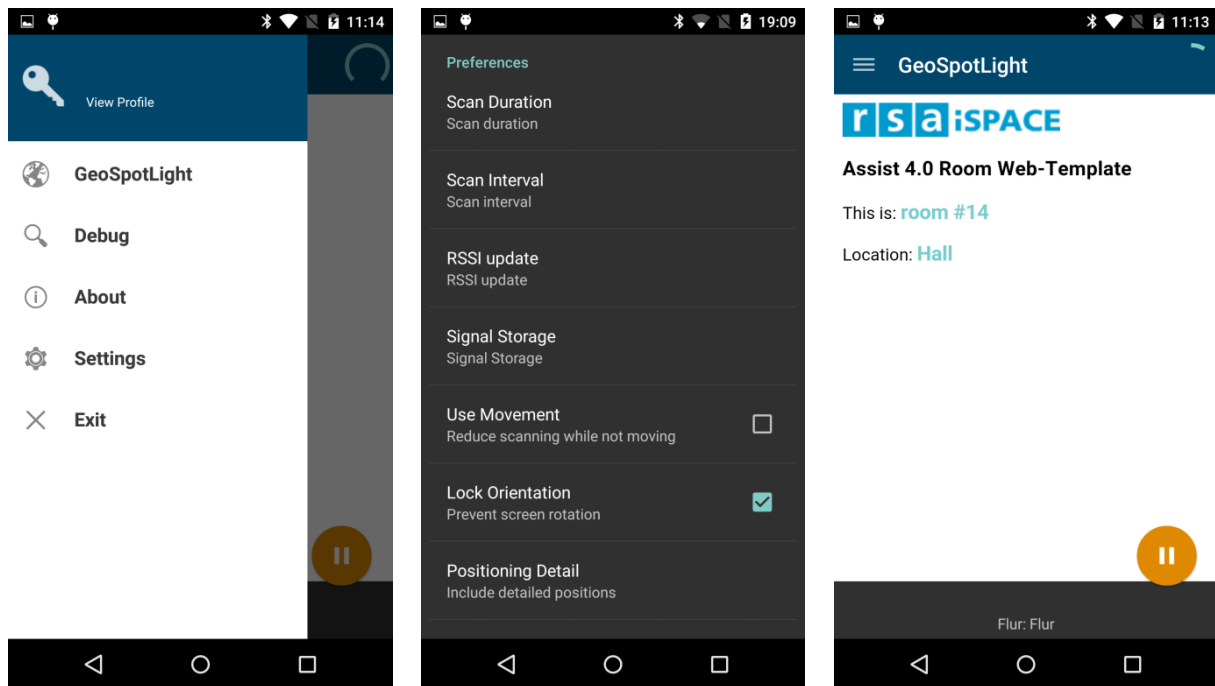 11:14
View Profile
GeoSpotLight
Debug
About
Settings
Exit
19:09
Preferences
Scan Duration
Scan duration
Scan Interval
Scan interval
RSSI update
RSSI update
Signal Storage
Signal Storage
Use Movement
Reduce scanning while not moving
Lock Orientation
Prevent screen rotation
Positioning Detail
Include detailed positions
11:13
GeoSpotLight
rsa iSPACE
Assist 4.0 Room Web-Template
This is: room #14
Location: Hall
Flur: Flur